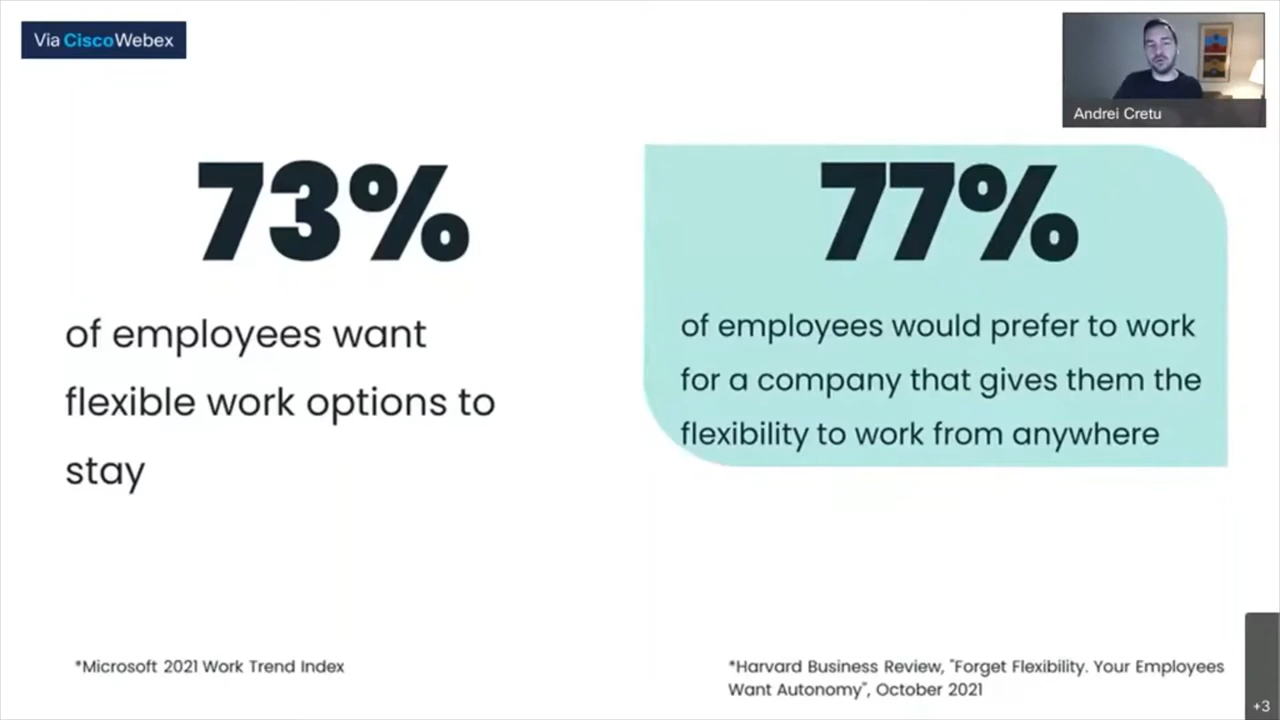 Via CiscoWebex
Andrei Cretu
73%
of employees want
flexible work options to
stay
77%
of employees would prefer to work
for a company that gives them the
flexibility to work from anywhere
*Microsoft 2021 Work Trend Index
*Harvard Business Review, "Forget Flexibility. Your Employees
Want Autonomy", October 2021
+3